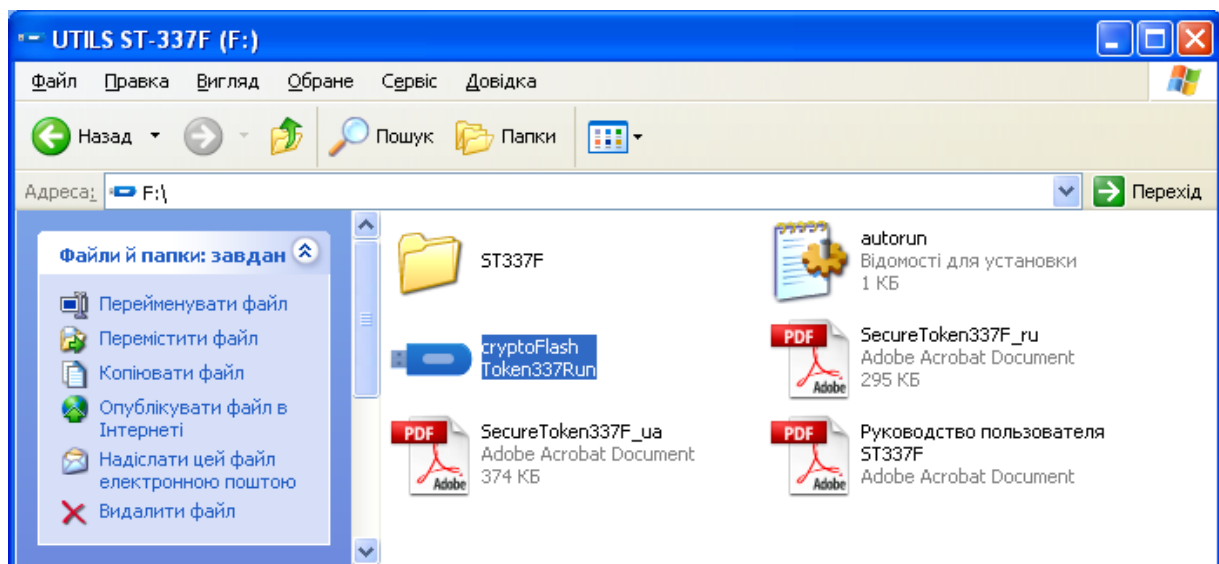 UTILS ST-337F (F:)
Файл Правка Вигляд Обране Сервіс Довідка
Назад Пошук Папки
Адреса: F:\ Перехід
Файли й папки: завдан
Перейменувати файл
Перемістити файл
Копіювати файл
Опублікувати файл в
Інтернеті
Надіслати цей файл
електронною поштою
Видалити файл
ST337F
autorun
Відомості для установки
1 КБ
cryptoFlash
Token337Run
PDF
Adobe
SecureToken337F_ru
Adobe Acrobat Document
295 КБ
PDF
Adobe
SecureToken337F_ua
Adobe Acrobat Document
374 КБ
PDF
Adobe
Руководство пользователя
ST337F
Adobe Acrobat Document